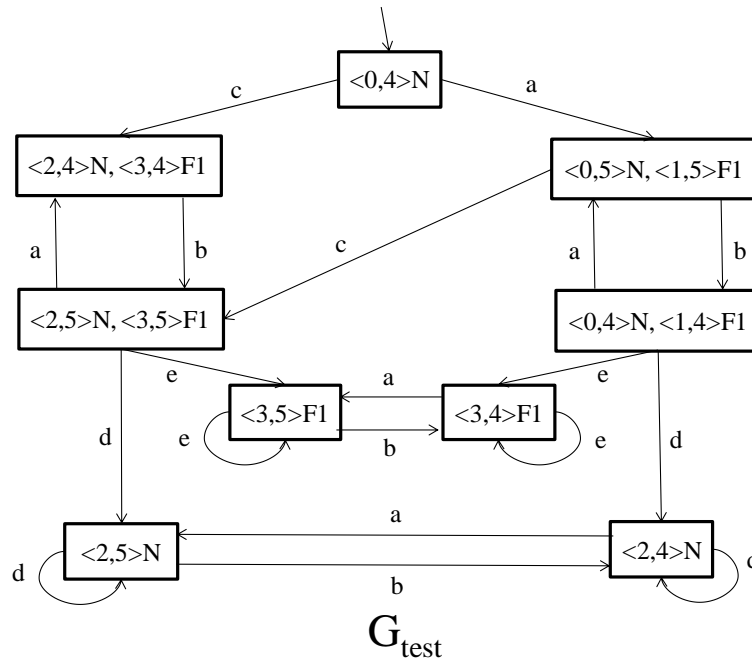 <0,4>N
c
a
<2,4>N, <3,4>F1
<0,5>N, <1,5>F1
a
b
c
a
b
<2,5>N, <3,5>F1
<0,4>N, <1,4>F1
e
a
e
<3,5>F1
<3,4>F1
d
e
b
e
d
a
<2,5>N
<2,4>N
d
b
d
G_test